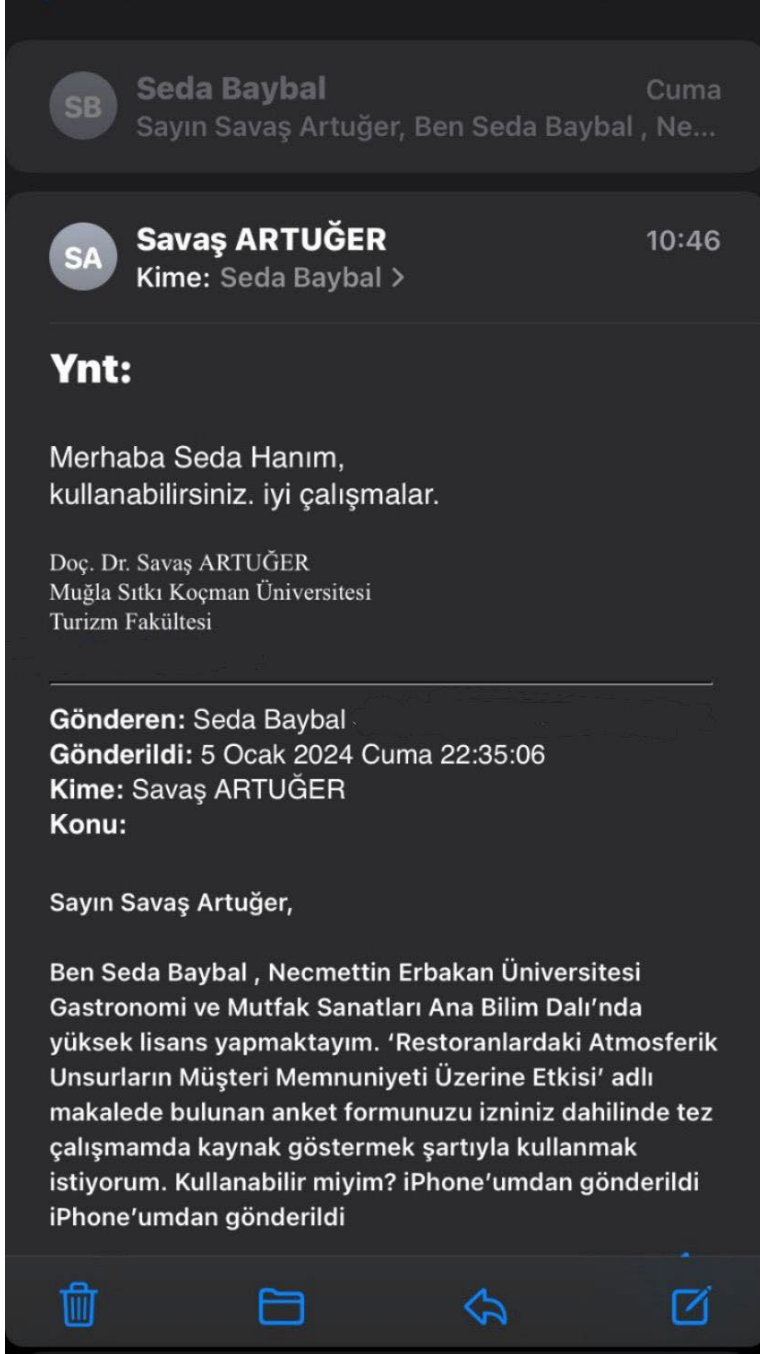 SB
Seda Baybal
Cuma
Sayın Savaş Artuğer, Ben Seda Baybal , Ne...
SA
Savaş ARTUĞER
10:46
Kime: Seda Baybal >
Ynt:
Merhaba Seda Hanım,
kullanabilirsiniz. iyi çalışmalar.
Doç. Dr. Savaş ARTUĞER
Muğla Sıtkı Koçman Üniversitesi
Turizm Fakültesi
Gönderen: Seda Baybal
Gönderildi: 5 Ocak 2024 Cuma 22:35:06
Kime: Savaş ARTUĞER
Konu:
Sayın Savaş Artuğer,
Ben Seda Baybal , Necmettin Erbakan Üniversitesi
Gastronomi ve Mutfak Sanatları Ana Bilim Dalı’nda
yüksek lisans yapmaktayım. ‘Restoranlardaki Atmosferik
Unsurların Müşteri Memnuniyeti Üzerine Etkisi’ adlı
makalede bulunan anket formunuzu izniniz dahilinde tez
çalışmamda kaynak göstermek şartıyla kullanmak
istiyorum. Kullanabilir miyim? iPhone’umdan gönderildi
iPhone’umdan gönderildi